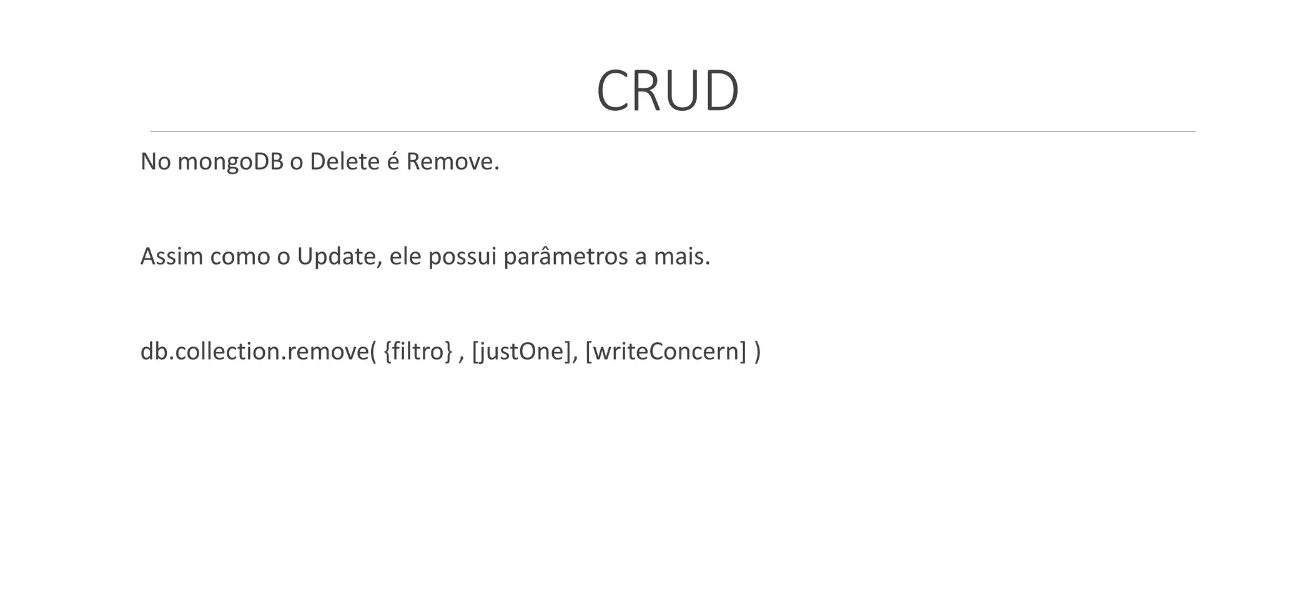 CRUD
No mongoDB o Delete é Remove.
Assim como o Update, ele possui parâmetros a mais.
db.collection.remove( {filtro} , [justOne], [writeConcern] )